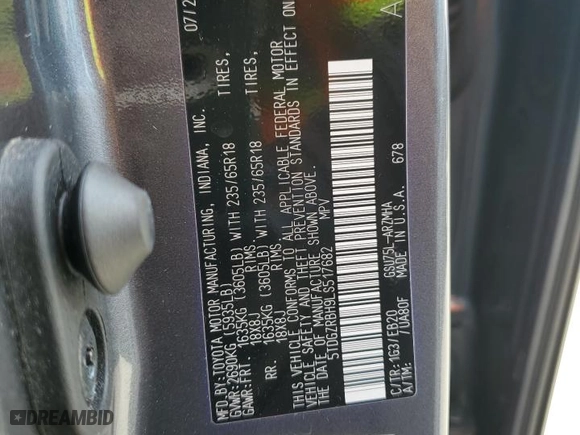 07/2
MFD.BY:TOYOTA MOTOR MANUFACTURING, INDIANA, INC.
GVWR:2690KG (5935LB)
GAWR:FRT. 1635KG (3605LB) WITH 235/65R18 TIRES,
18X8J RIMS
RR. 1635KG (3605LB) WITH 235/65R18 TIRES,
18X8J RIMS
THIS VEHICLE CONFORMS TO ALL APPLICABLE FEDERAL MOTOR
VEHICLE SAFETY AND THEFT PREVENTION STANDARDS IN EFFECT ON
THE DATE OF MANUFACTURE SHOWN ABOVE.
5TDGZRBH9LS517682 MPV
A
C/TR:1G3/EB20 GSU75L-ARZMHA
A/TM: /UA80F MADE IN U.S.A. 678
DREAMBID